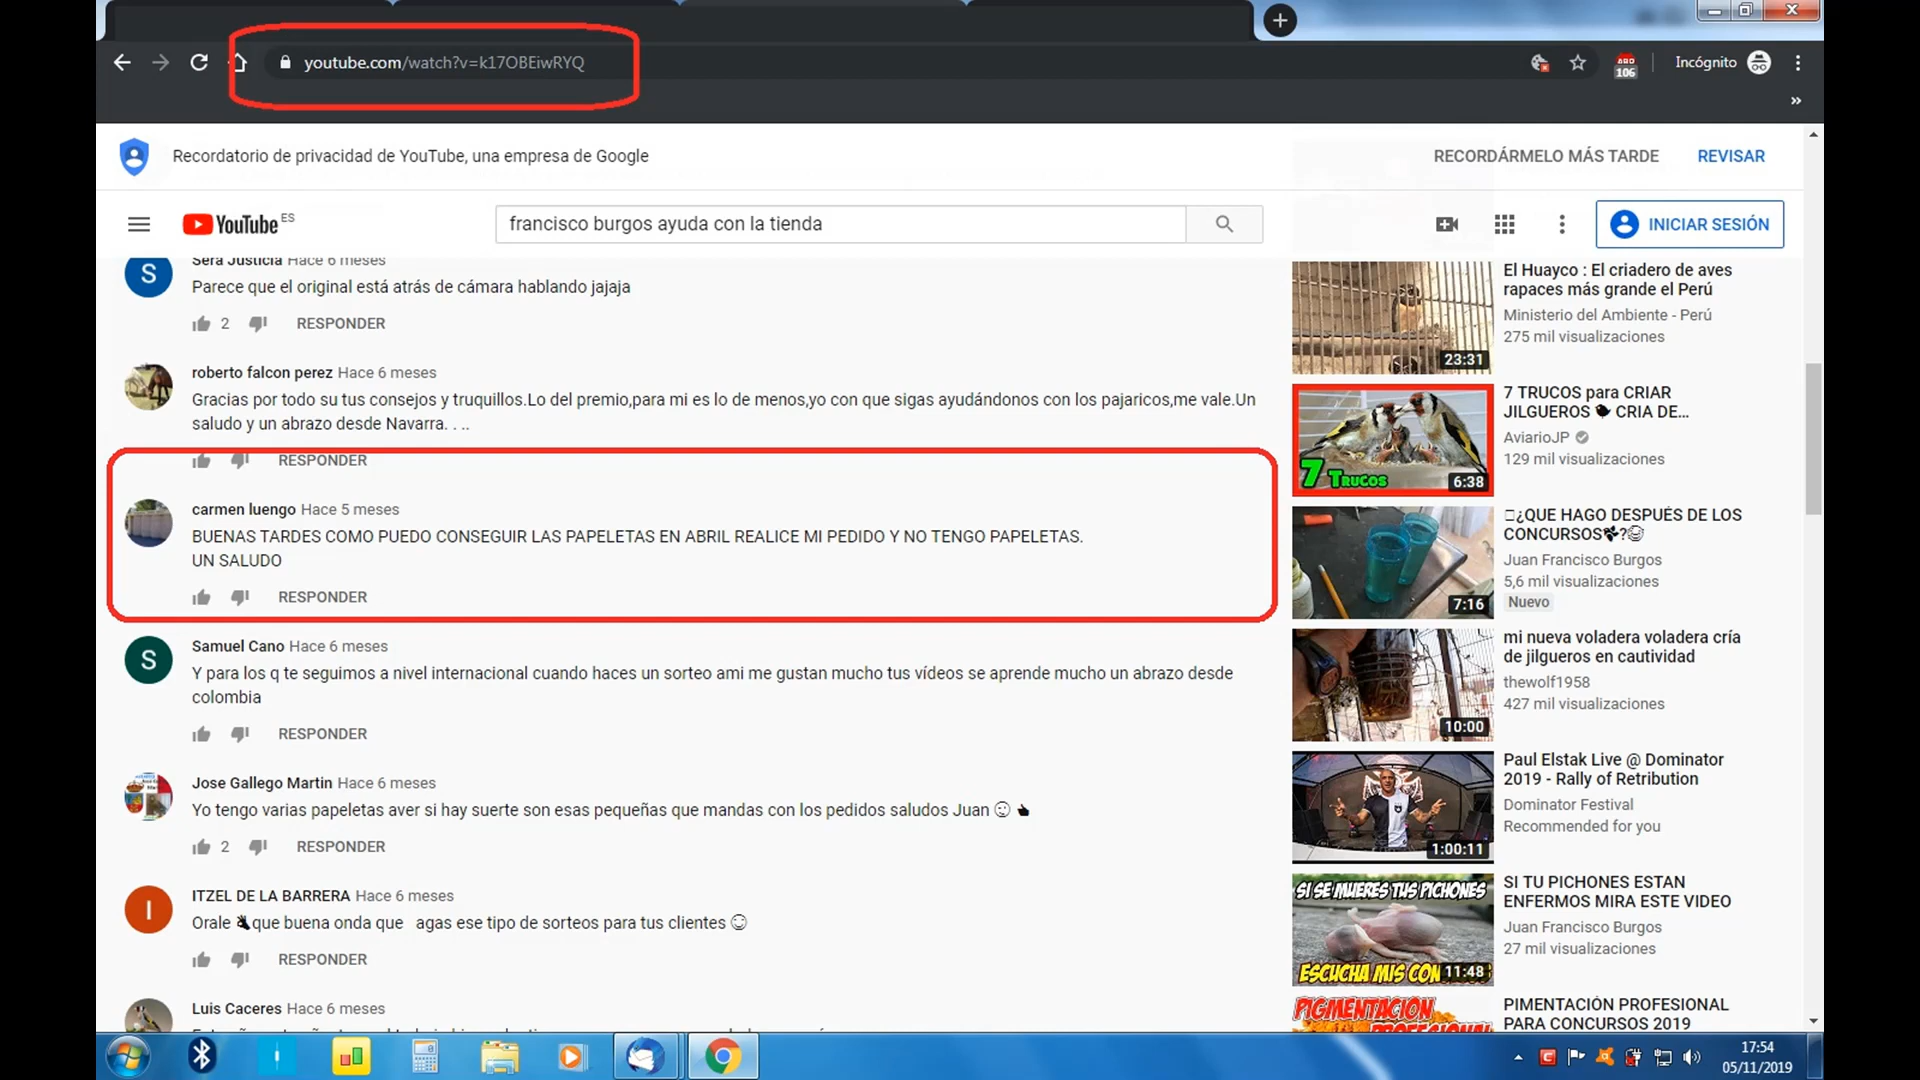 youtube.com/watch?v=k17OBEiwRYQ
106
Incógnito
»
Recordatorio de privacidad de YouTube, una empresa de Google
RECORDÁRMELO MÁS TARDE
REVISAR
YouTube ES
francisco burgos ayuda con la tienda
INICIAR SESIÓN
S
Sera Justicia Hace 6 meses
Parece que el original está atrás de cámara hablando jajaja
2
RESPONDER
roberto falcon perez Hace 6 meses
Gracias por todo su tus consejos y truquillos.Lo del premio,para mi es lo de menos,yo con que sigas ayudándonos con los pajaricos,me vale.Un
saludo y un abrazo desde Navarra. . ..
RESPONDER
carmen luengo Hace 5 meses
BUENAS TARDES COMO PUEDO CONSEGUIR LAS PAPELETAS EN ABRIL REALICE MI PEDIDO Y NO TENGO PAPELETAS.
UN SALUDO
RESPONDER
S
Samuel Cano Hace 6 meses
Y para los q te seguimos a nivel internacional cuando haces un sorteo ami me gustan mucho tus vídeos se aprende mucho un abrazo desde
colombia
RESPONDER
Jose Gallego Martin Hace 6 meses
Yo tengo varias papeletas aver si hay suerte son esas pequeñas que mandas con los pedidos saludos Juan
2
RESPONDER
I
ITZEL DE LA BARRERA Hace 6 meses
Orale que buena onda que agas ese tipo de sorteos para tus clientes
RESPONDER
Luis Caceres Hace 6 meses
23:31
El Huayco : El criadero de aves
rapaces más grande el Perú
Ministerio del Ambiente - Perú
275 mil visualizaciones
7 TRUCOS
6:38
7 TRUCOS para CRIAR
JILGUEROS CRIA DE...
AviarioJP
129 mil visualizaciones
7:16
¿QUE HAGO DESPUÉS DE LOS
CONCURSOS?
Juan Francisco Burgos
5,6 mil visualizaciones
Nuevo
10:00
mi nueva voladera voladera cría
de jilgueros en cautividad
thewolf1958
427 mil visualizaciones
1:00:11
Paul Elstak Live @ Dominator
2019 - Rally of Retribution
Dominator Festival
Recommended for you
SI SE MUERES TUS PICHONES
ESCUCHA MIS CON
11:48
SI TU PICHONES ESTAN
ENFERMOS MIRA ESTE VIDEO
Juan Francisco Burgos
27 mil visualizaciones
PIGMENTACIÓN
PROFESIONAL
PIMENTACIÓN PROFESIONAL
PARA CONCURSOS 2019
17:54
05/11/2019